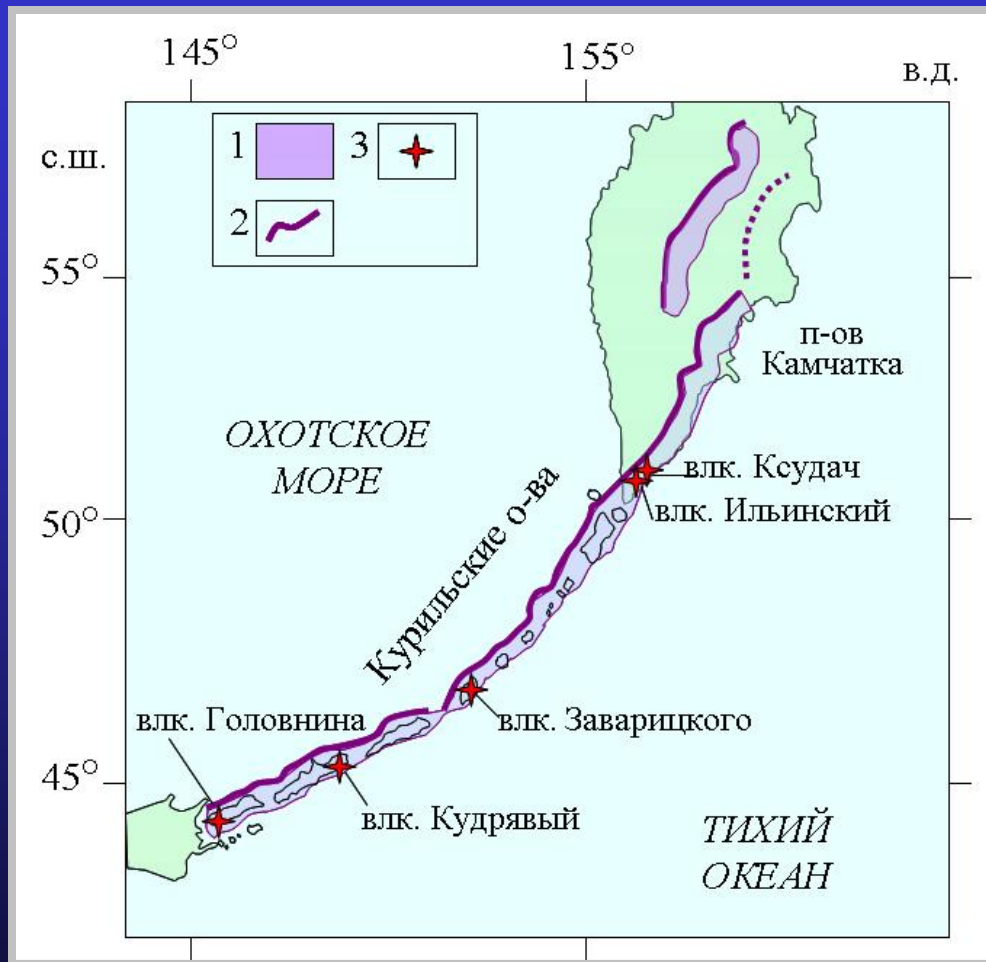 145° 155°
в.д.
с.ш.
1 3
2
55°
п-ов
Камчатка
ОХОТСКОЕ
МОРЕ
влк. Ксудач
50°
влк. Ильинский
Курильские о-ва
влк. Головнина
влк. Заварицкого
45°
влк. Кудрявый
ТИХИЙ
ОКЕАН